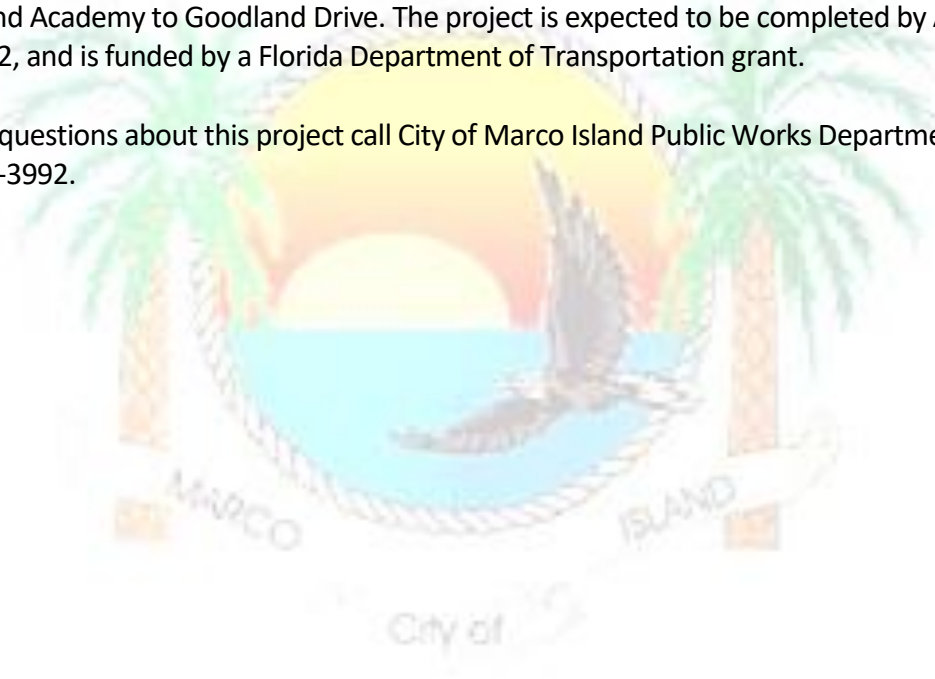 nd Academy to Goodland Drive. The project is expected to be completed by A
2, and is funded by a Florida Department of Transportation grant.
questions about this project call City of Marco Island Public Works Departme
-3992.
MARCO
ISLAND
City of